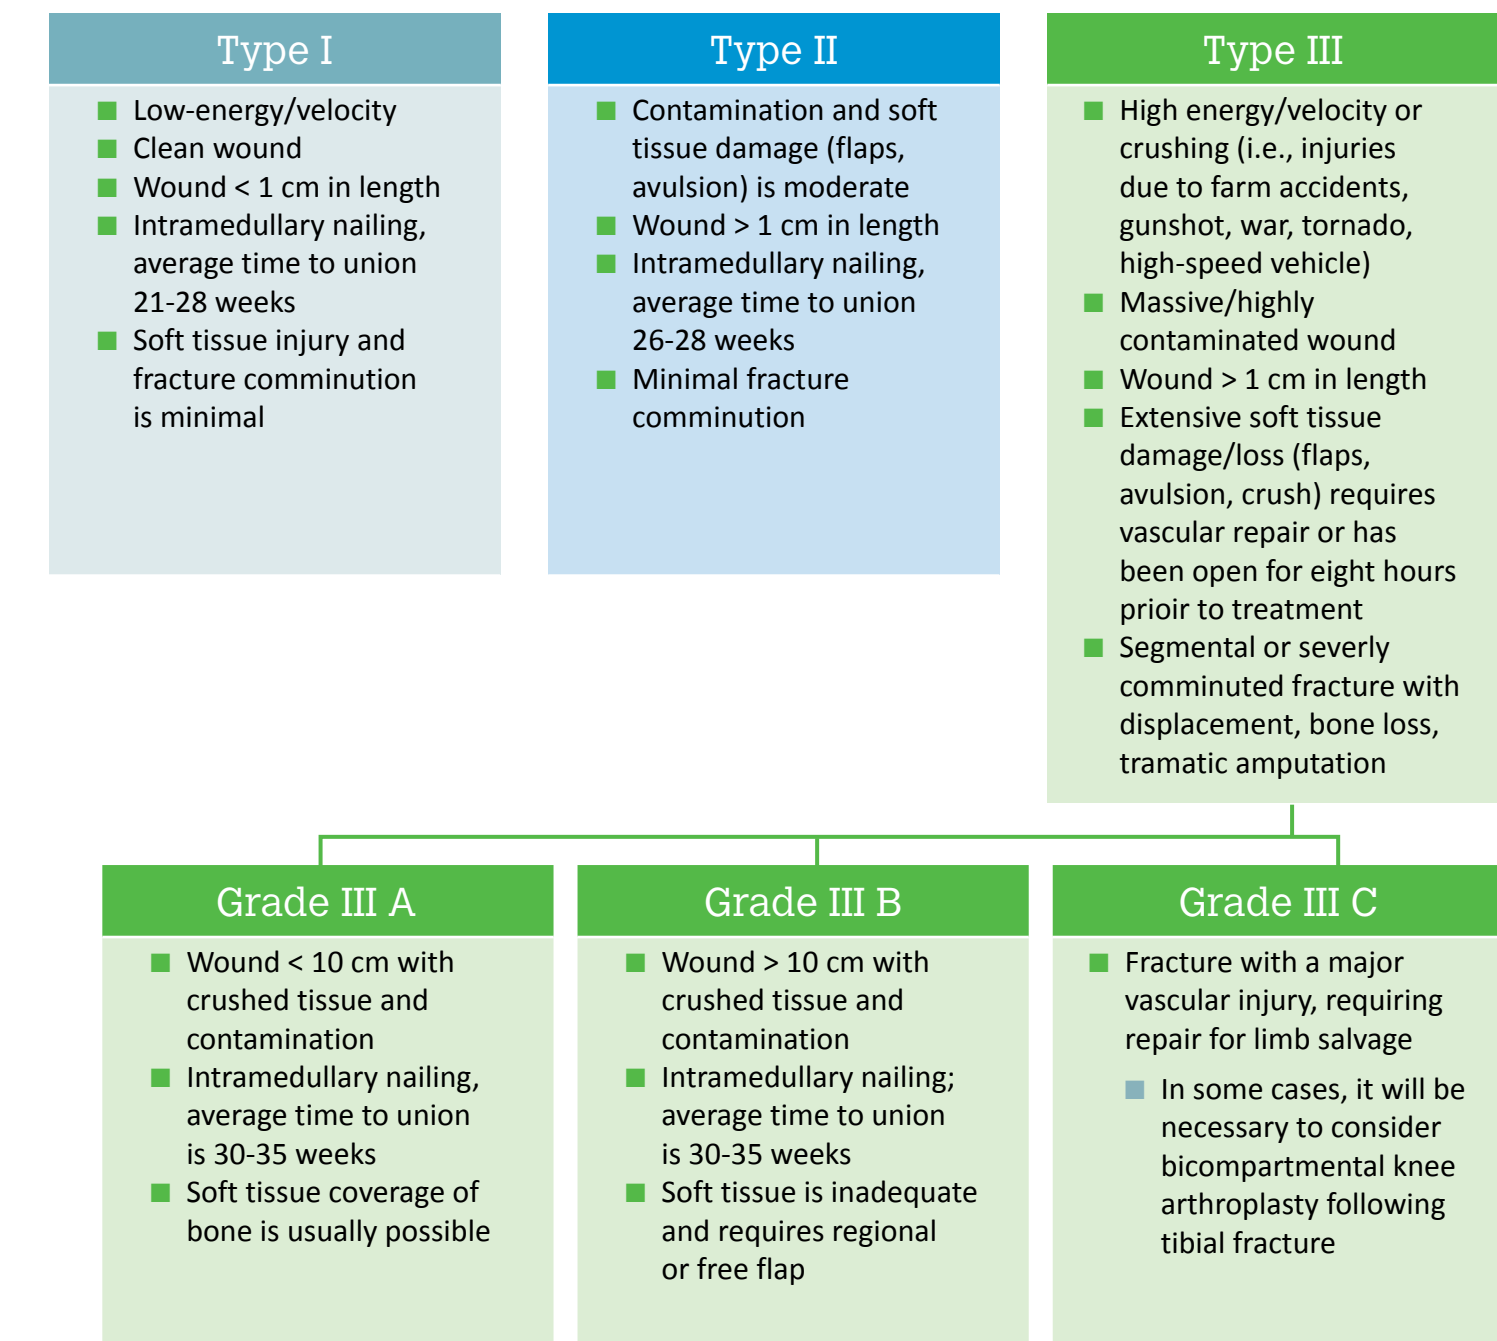 Type I
Low-energy/velocity
Clean wound
Wound < 1 cm in length
Intramedullary nailing,
average time to union
21-28 weeks
Soft tissue injury and
fracture comminution
is minimal
Type II
Contamination and soft
tissue damage (flaps,
avulsion) is moderate
Wound > 1 cm in length
Intramedullary nailing,
average time to union
26-28 weeks
Minimal fracture
comminution
Type III
High energy/velocity or
crushing (i.e., injuries
due to farm accidents,
gunshot, war, tornado,
high-speed vehicle)
Massive/highly
contaminated wound
Wound > 1 cm in length
Extensive soft tissue
damage/loss (flaps,
avulsion, crush) requires
vascular repair or has
been open for eight hours
prioir to treatment
Segmental or severly
comminuted fracture with
displacement, bone loss,
tramatic amputation
Grade III A
Wound < 10 cm with
crushed tissue and
contamination
Intramedullary nailing,
average time to union
is 30-35 weeks
Soft tissue coverage of
bone is usually possible
Grade III B
Wound > 10 cm with
crushed tissue and
contamination
Intramedullary nailing;
average time to union
is 30-35 weeks
Soft tissue is inadequate
and requires regional
or free flap
Grade III C
Fracture with a major
vascular injury, requiring
repair for limb salvage
In some cases, it will be
necessary to consider
bicompartmental knee
arthroplasty following
tibial fracture